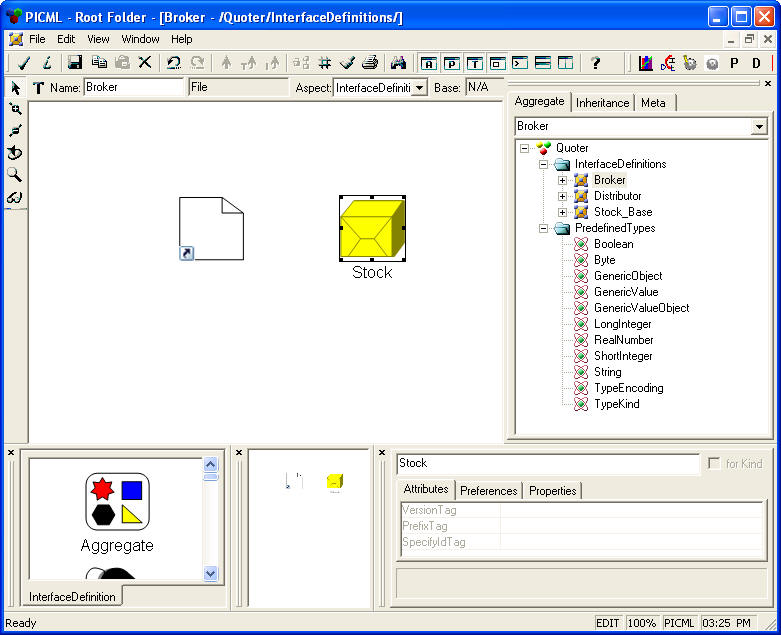 PICML - Root Folder - [Broker - /Quoter/InterfaceDefinitions/]
File Edit View Window Help
A P T > ? P D
T Name: Broker File Aspect: InterfaceDefiniti Base: N/A
Aggregate Inheritance Meta
Broker
Quoter
InterfaceDefinitions
Broker
Distributor
Stock_Base
PredefinedTypes
Boolean
Byte
GenericObject
GenericValue
GenericValueObject
LongInteger
RealNumber
ShortInteger
String
TypeEncoding
TypeKind
Stock
Aggregate
InterfaceDefinition
Stock for Kind
Attributes Preferences Properties
VersionTag
PrefixTag
SpecifyIdTag
Ready EDIT 100% PICML 03:25 PM